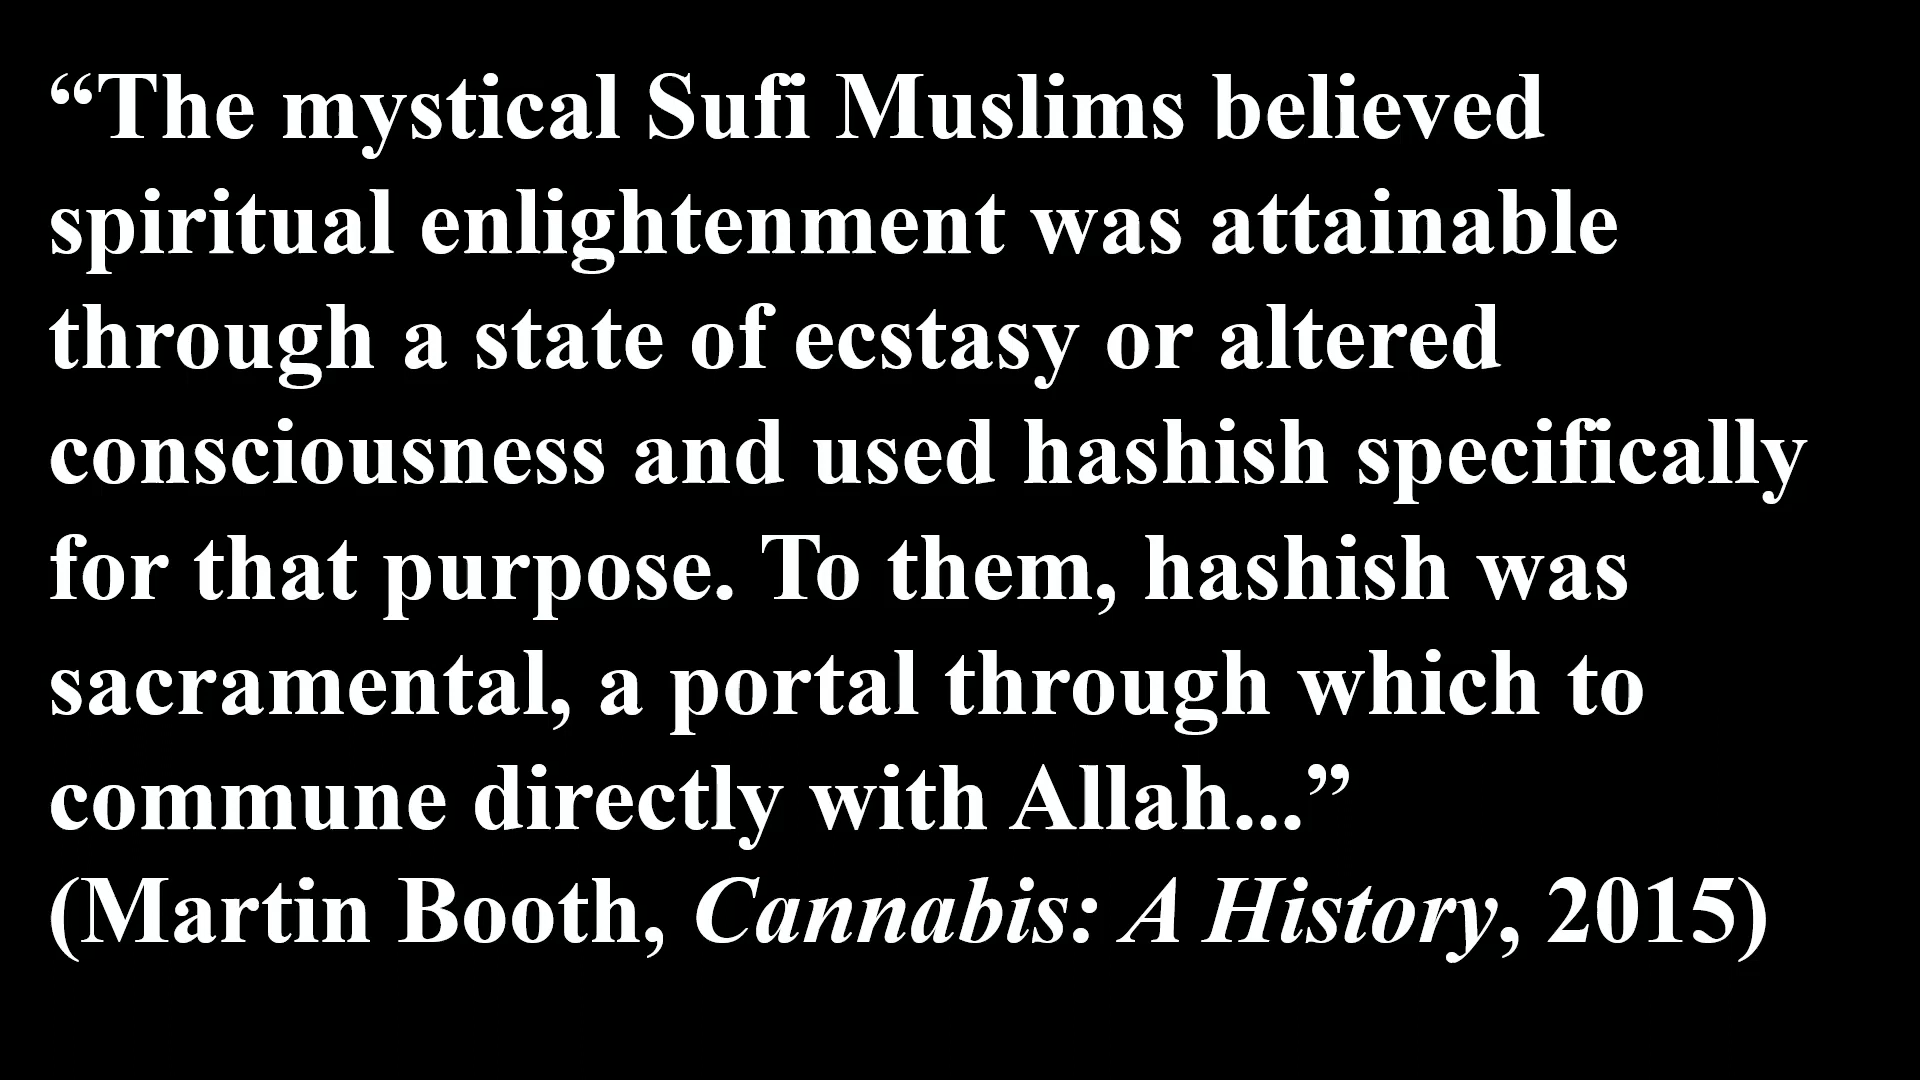 “The mystical Sufi Muslims believed
spiritual enlightenment was attainable
through a state of ecstasy or altered
consciousness and used hashish specifically
for that purpose. To them, hashish was
sacramental, a portal through which to
commune directly with Allah...”
(Martin Booth, Cannabis: A History, 2015)